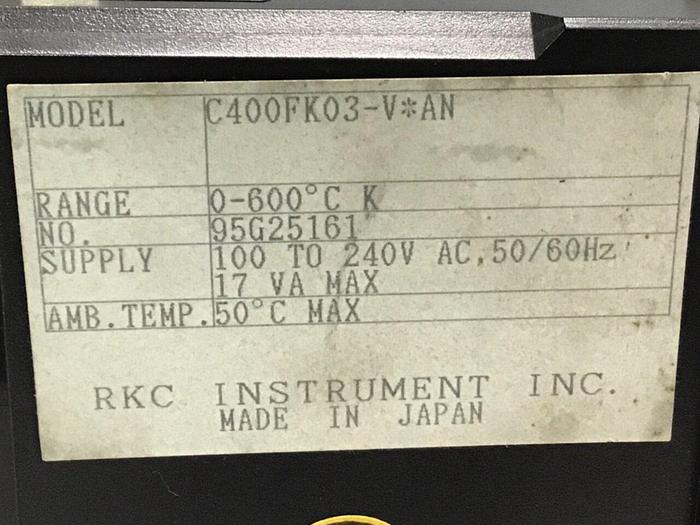 MODEL C400FK03-V*AN
RANGE 0-600°C K
NO. 95G25161
SUPPLY 100 TO 240V AC,50/60Hz
17 VA MAX
AMB.TEMP. 50°C MAX
RKC INSTRUMENT INC.
MADE IN JAPAN